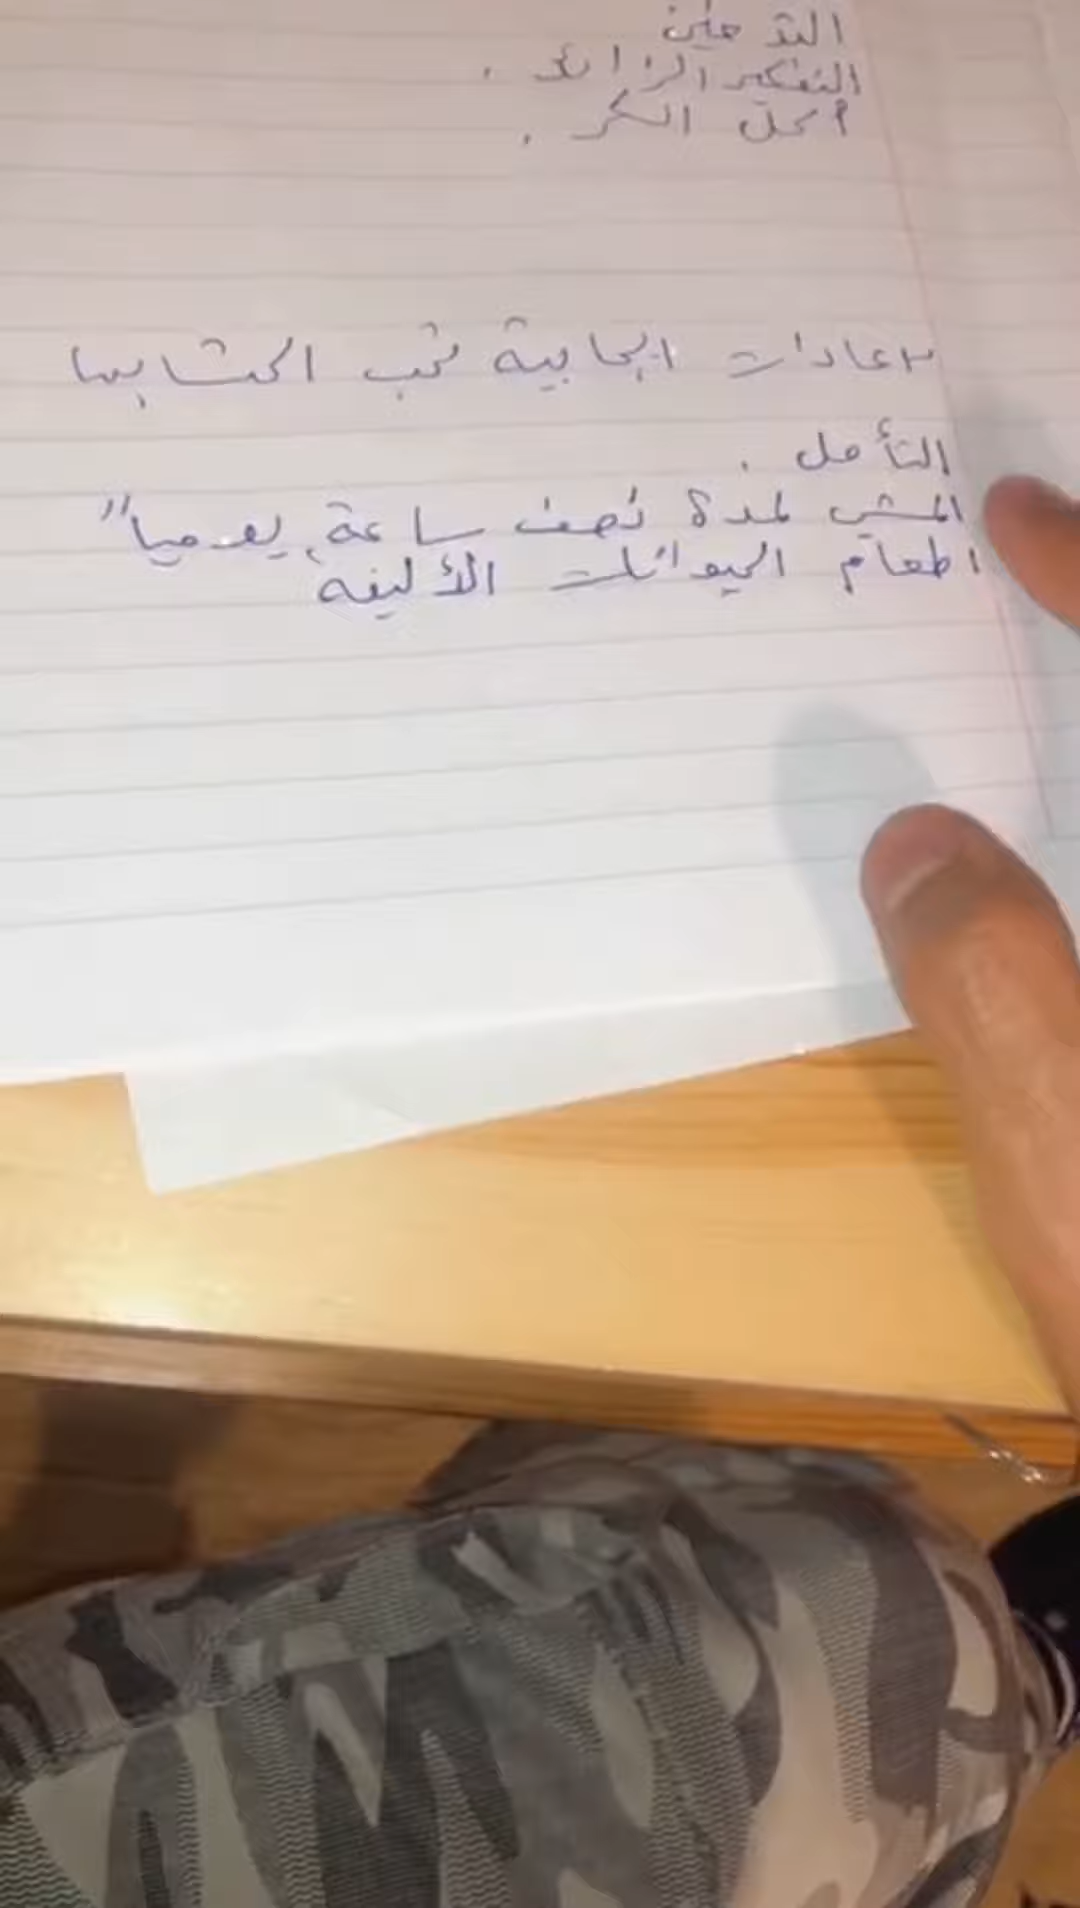 التدخين
التفكير الزائد .
أكل السكر .
٣ عادات ايجابية تحب اكتسابها
التأمل .
المشي لمدة نصف ساعة يومياً
اطعام الحيوانات الأليفة